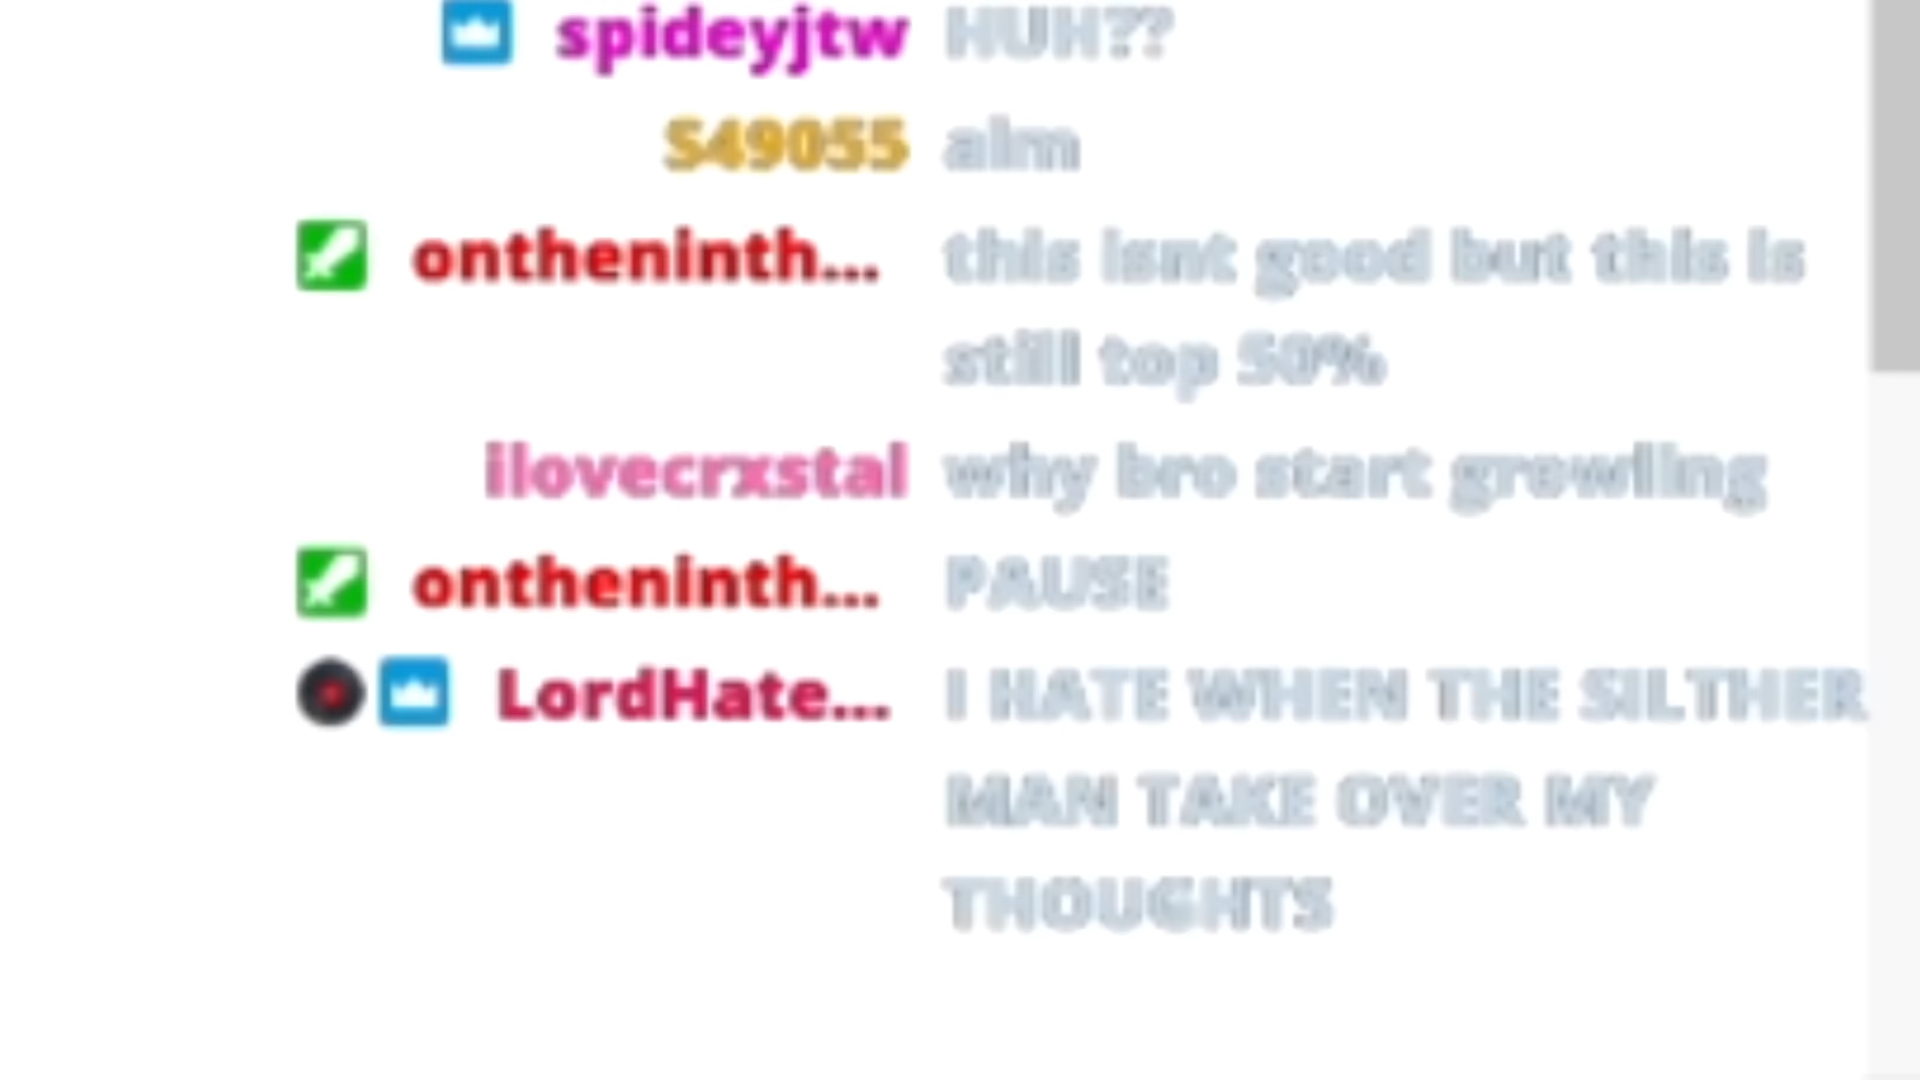 spideyjtw HUH??
S49055 alm
ontheninth... this isnt good but this is
still top 50%
ilovecrxstal why bro start growling
ontheninth... PAUSE
LordHate... I HATE WHEN THE SILTHER
MAN TAKE OVER MY
THOUGHTS